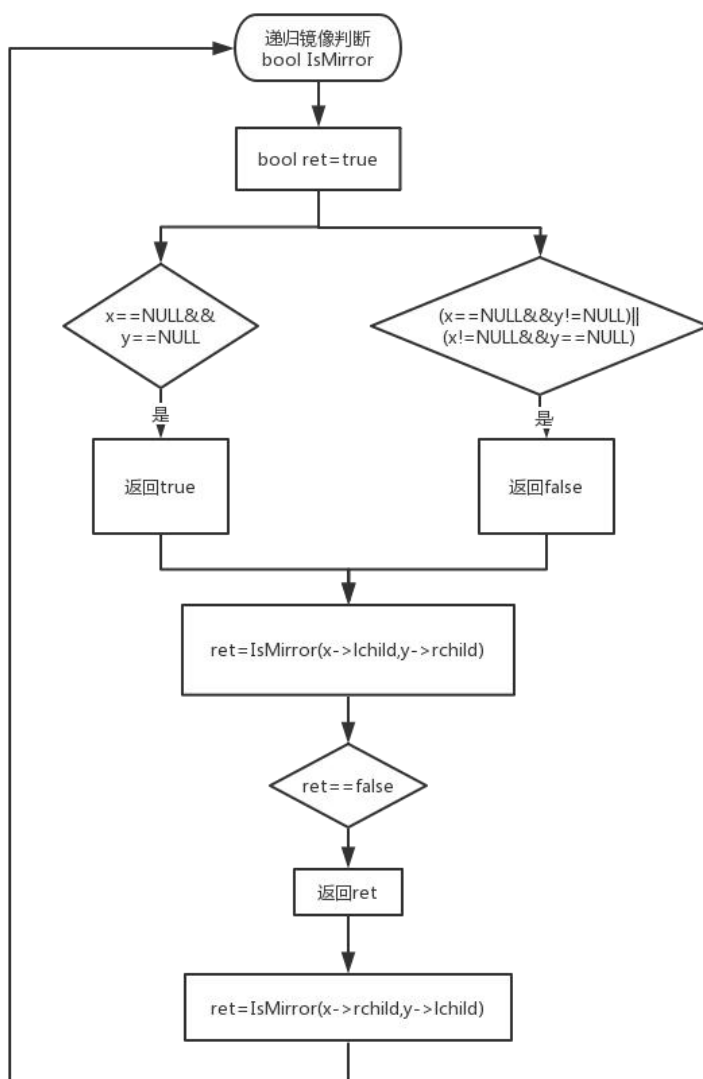 递归镜像判断
bool IsMirror
bool ret=true
x==NULL&&
y==NULL
(x==NULL&&y!=NULL)||
(x!=NULL&&y==NULL)
是
是
返回true
返回false
ret=IsMirror(x->lchild,y->rchild)
ret==false
返回ret
ret=IsMirror(x->rchild,y->lchild)